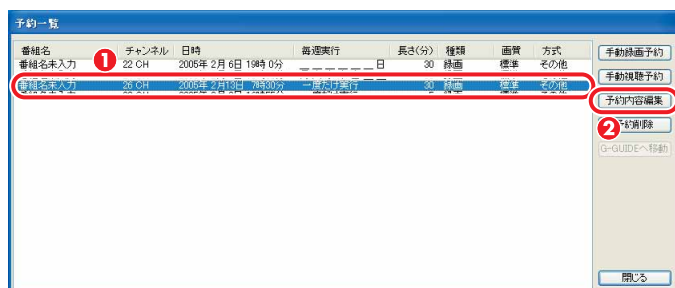 予約一覧
番組名 チャンネル 日時 毎週実行 長さ(分) 種類 画質 方式
番組名未入力 22 CH 2005年 2月 6日 19時 0分 _ _ _ _ _ _ 日 30 録画 標準 その他
番組名未入力 26 CH 2005年 2月13日 7時30分 一度だけ実行 30 録画 標準 その他
1
手動録画予約
手動視聴予約
予約内容編集
2
予約削除
G-GUIDEへ移動
閉じる